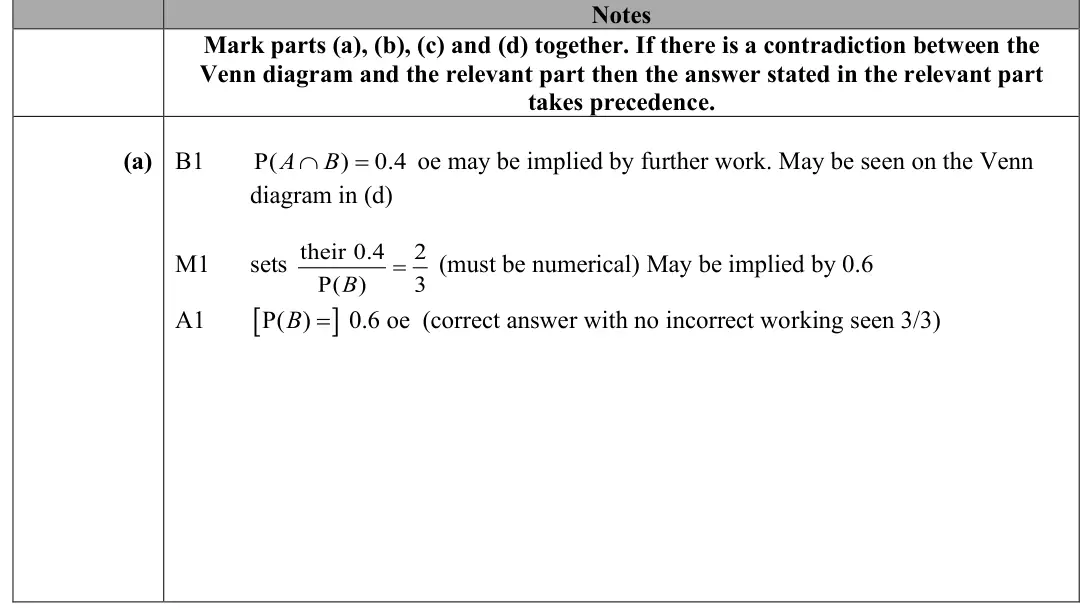 Notes
Mark parts (a), (b), (c) and (d) together. If there is a contradiction between the
Venn diagram and the relevant part then the answer stated in the relevant part
takes precedence.
(a) B1 P(A ∩ B) = 0.4 oe may be implied by further work. May be seen on the Venn
diagram in (d)
M1 sets their 0.4 / P(B) = 2/3 (must be numerical) May be implied by 0.6
A1 [P(B) =] 0.6 oe (correct answer with no incorrect working seen 3/3)